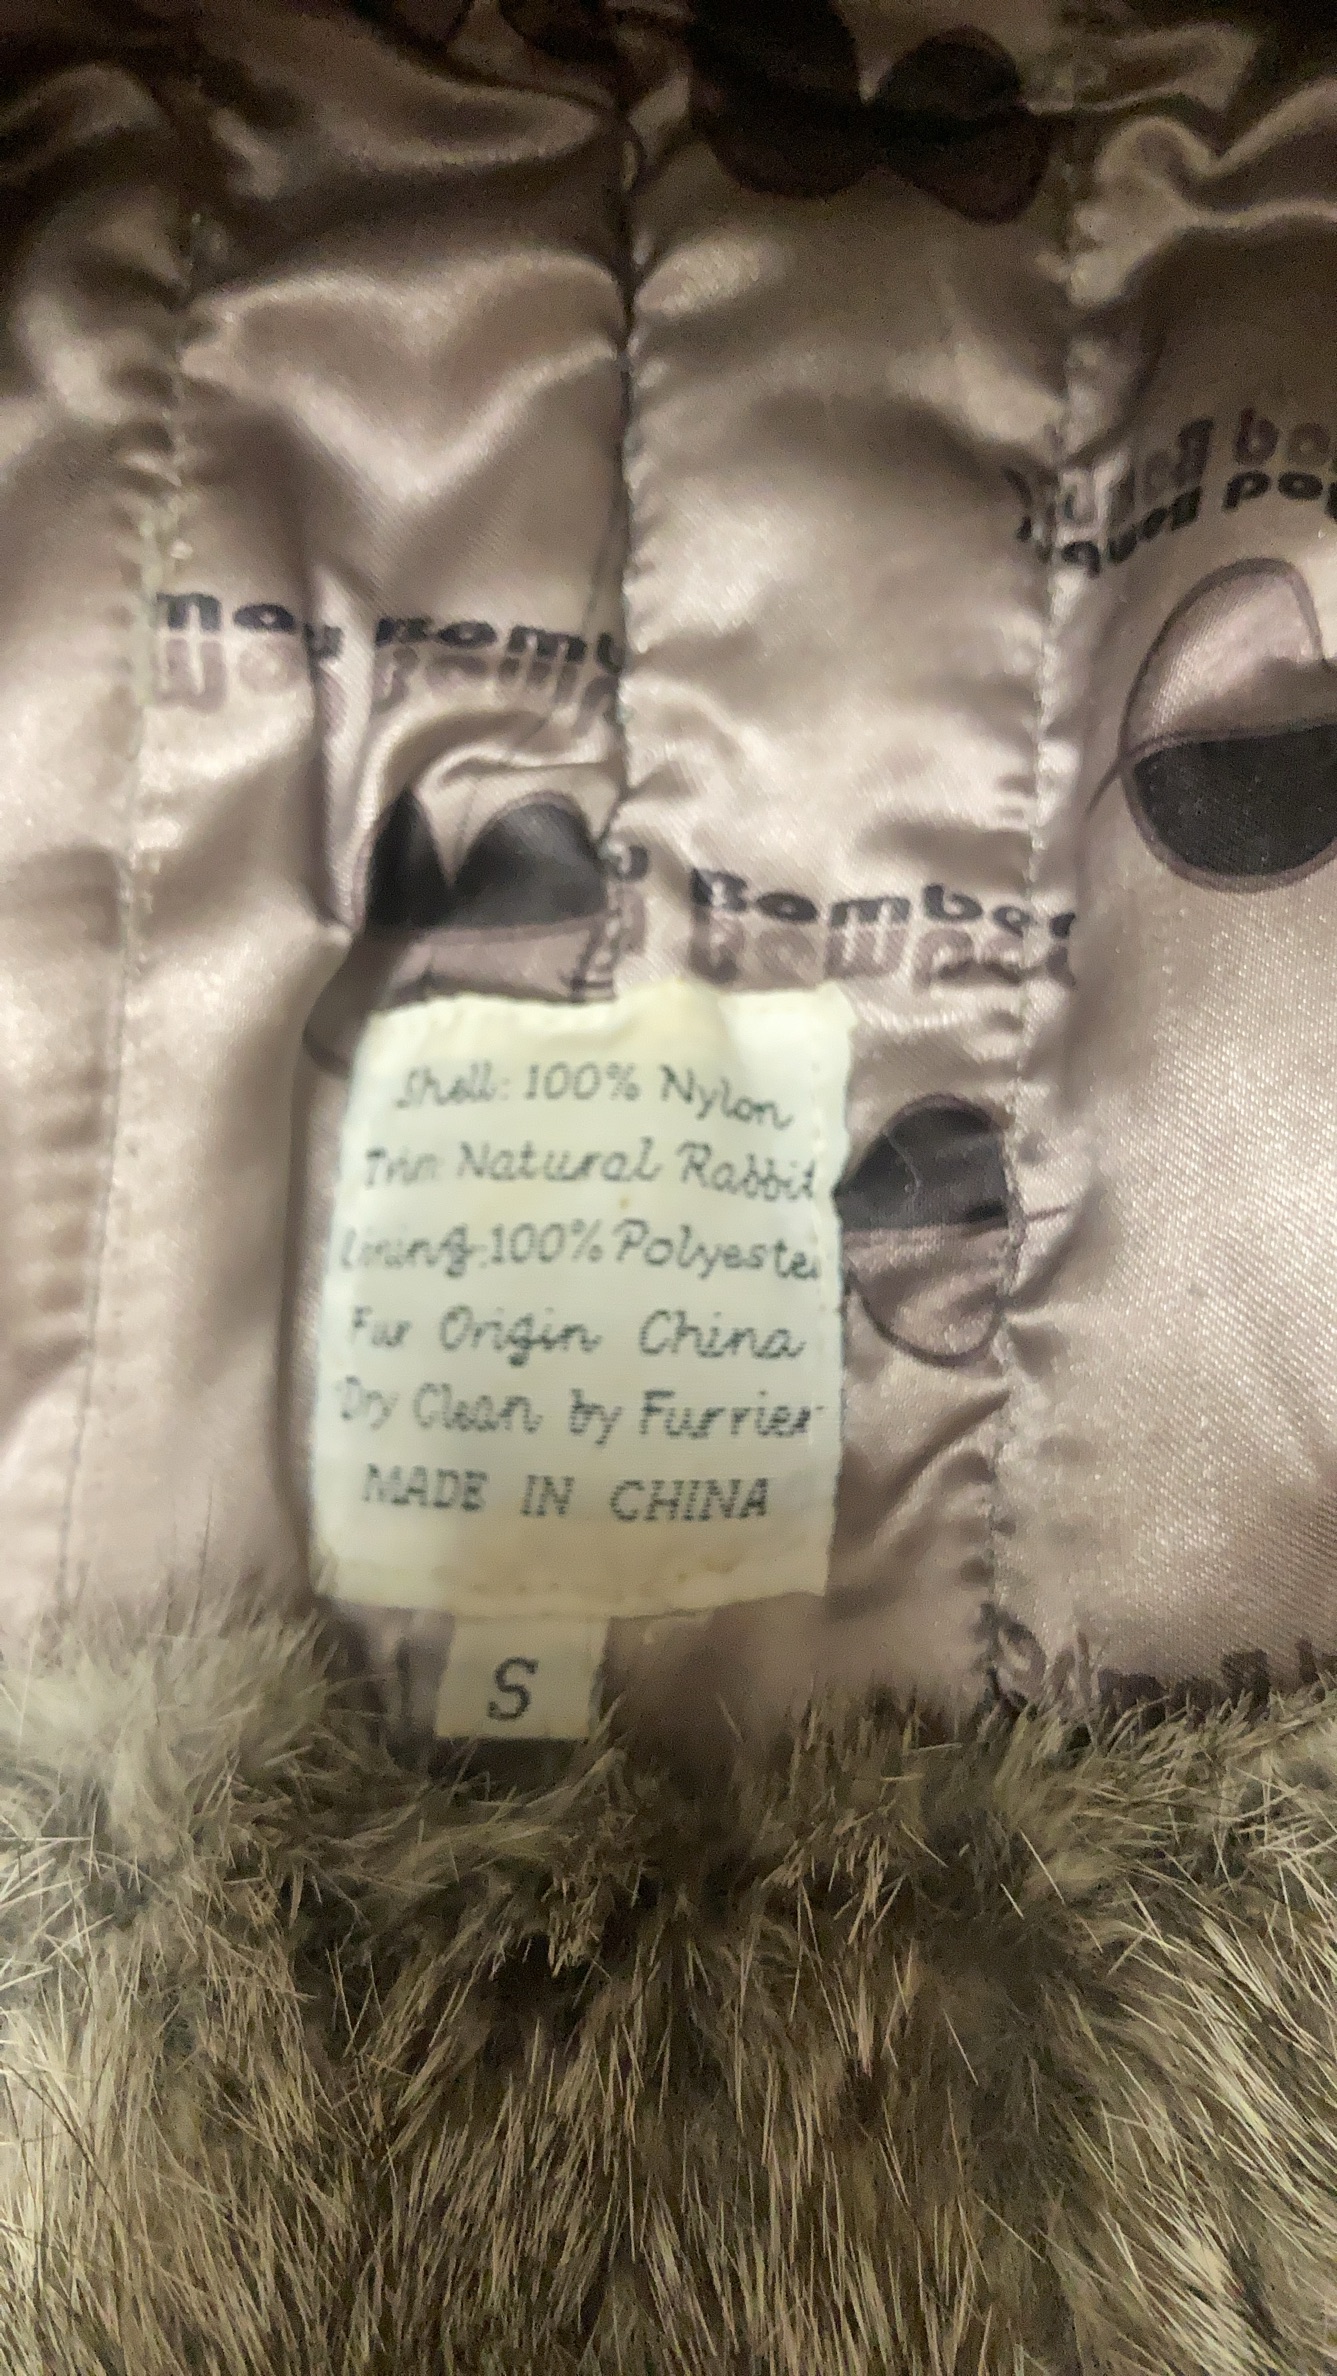 Bomber
Shell: 100% Nylon
Trim Natural Rabbit
Lining: 100% Polyester
Fur Origin China
Dry Clean by Furrier
MADE IN CHINA
S